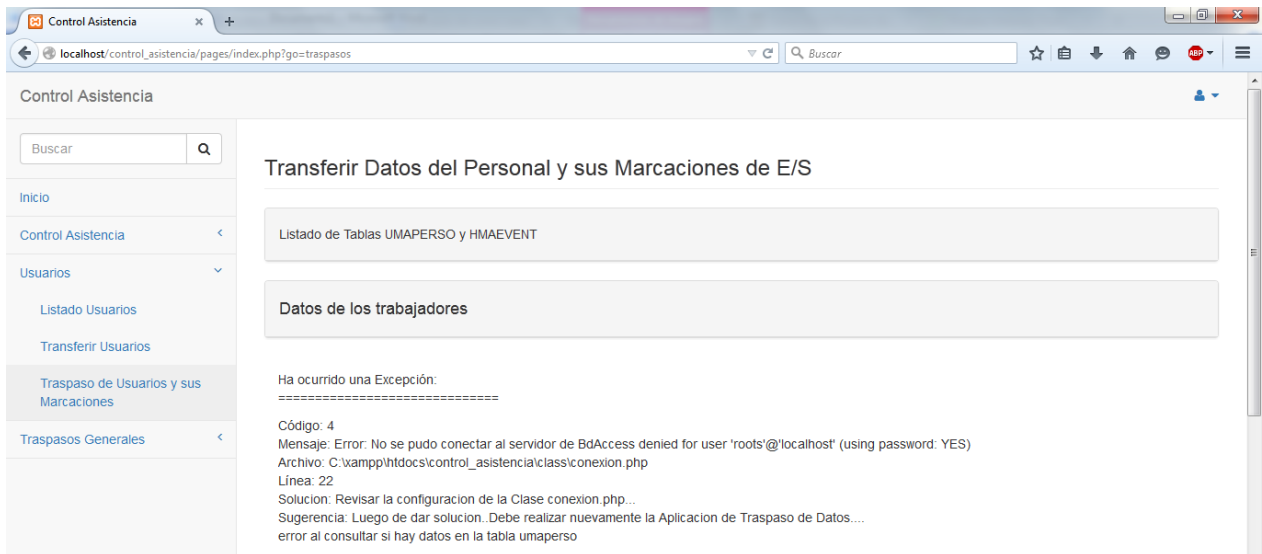 Control Asistencia
localhost/control_asistencia/pages/index.php?go=traspasos
Buscar
ABP
Control Asistencia
Buscar
Inicio
Control Asistencia
Usuarios
Listado Usuarios
Transferir Usuarios
Traspaso de Usuarios y sus
Marcaciones
Traspasos Generales
Transferir Datos del Personal y sus Marcaciones de E/S
Listado de Tablas UMAPERSO y HMAEVENT
Datos de los trabajadores
Ha ocurrido una Excepción:
==============================
Código: 4
Mensaje: Error: No se pudo conectar al servidor de BdAccess denied for user 'roots'@'localhost' (using password: YES)
Archivo: C:\xampp\htdocs\control_asistencia\class\conexion.php
Línea: 22
Solucion: Revisar la configuracion de la Clase conexion.php...
Sugerencia: Luego de dar solucion..Debe realizar nuevamente la Aplicacion de Traspaso de Datos....
error al consultar si hay datos en la tabla umaperso